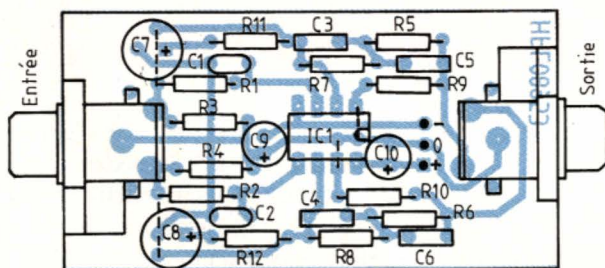 R11 C3 R5
C7
C1 C5
R1 R7 R9
R3
C9 IC1 -
0
C10 +
R4
R2 R10
C4 R6
C2
C8
R12 R8 C6
Entrée
Sortie